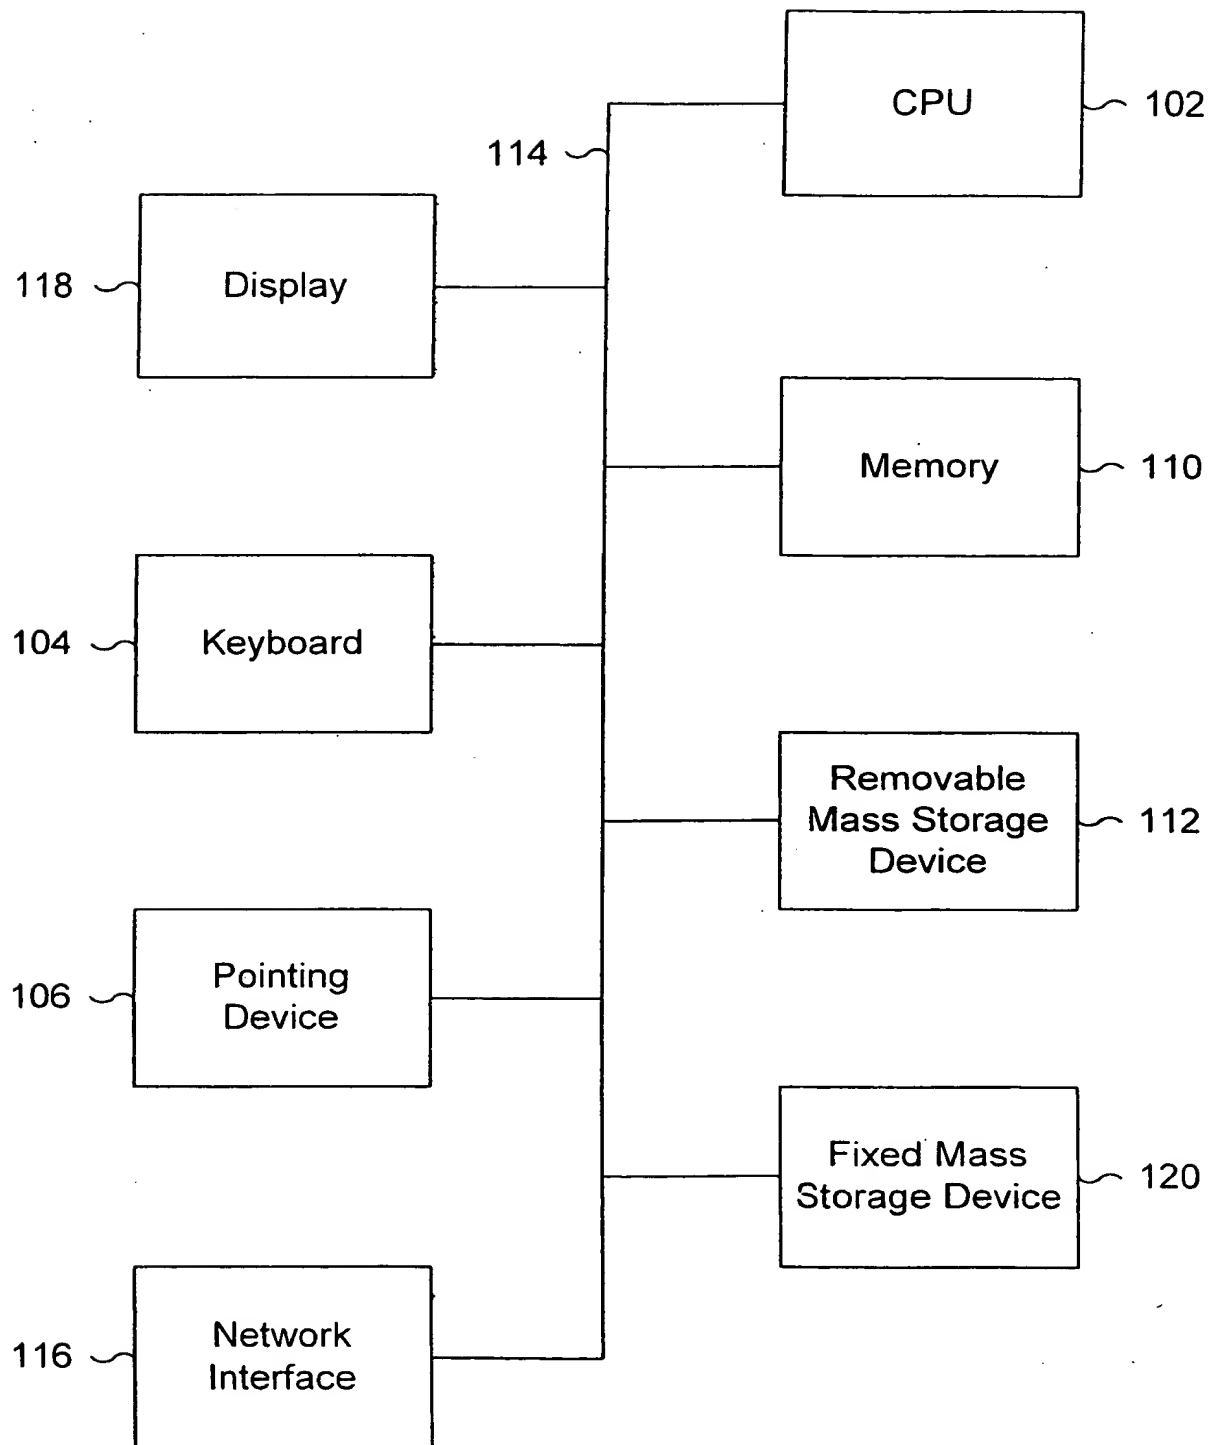 CPU
102
114
118
Display
Memory
110
104
Keyboard
Removable
Mass Storage
Device
112
106
Pointing
Device
Fixed Mass
Storage Device
120
116
Network
Interface